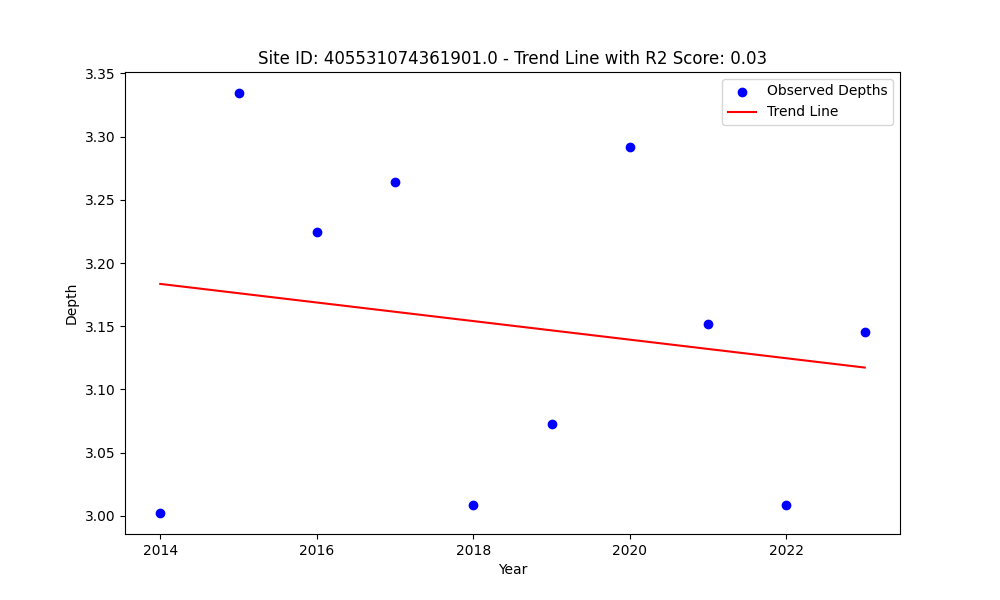 Site ID: 405531074361901.0 - Trend Line with R2 Score: 0.03
Observed Depths
Trend Line
3.35
3.30
3.25
3.20
3.15
3.10
3.05
3.00
Depth
2014
2016
2018
2020
2022
Year